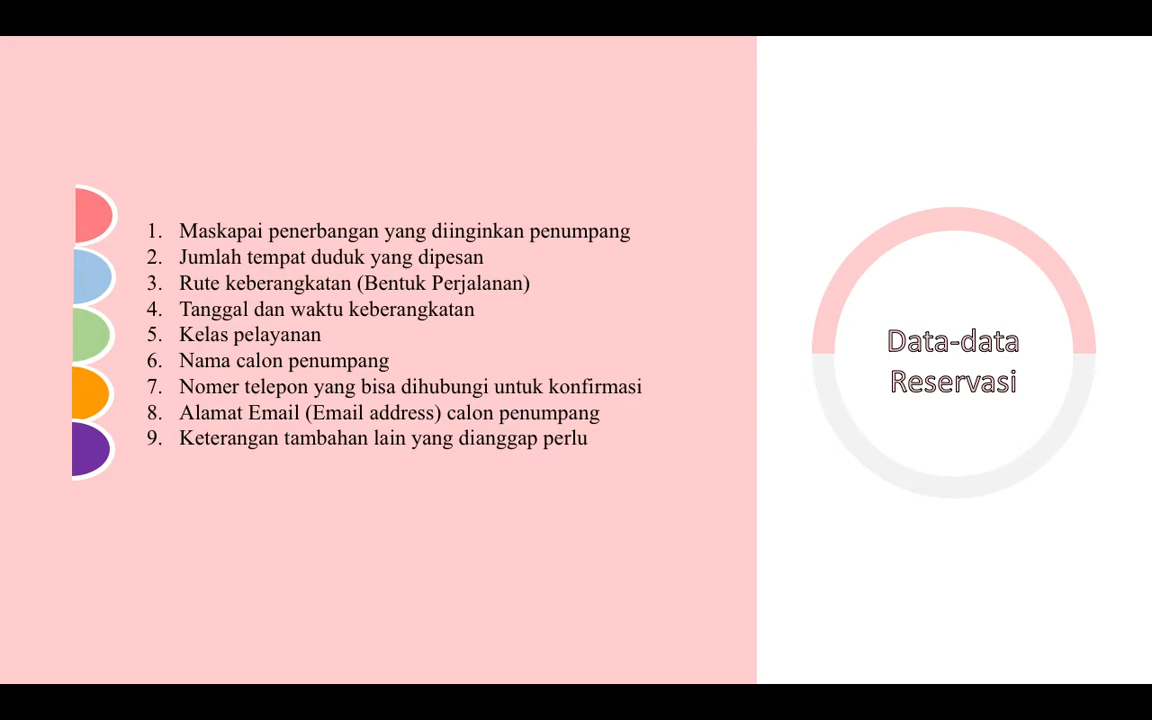 1. Maskapai penerbangan yang diinginkan penumpang
2. Jumlah tempat duduk yang dipesan
3. Rute keberangkatan (Bentuk Perjalanan)
4. Tanggal dan waktu keberangkatan
5. Kelas pelayanan
6. Nama calon penumpang
7. Nomer telepon yang bisa dihubungi untuk konfirmasi
8. Alamat Email (Email address) calon penumpang
9. Keterangan tambahan lain yang dianggap perlu
Data-data
Reservasi